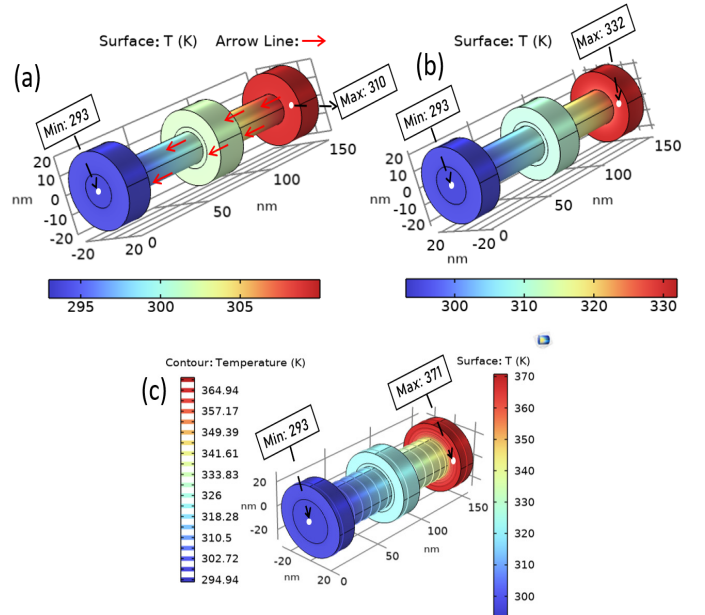 Surface: T (K) Arrow Line:
(a)
Min: 293
Max: 310
20
10
0
-10
-20
nm
20 0
50
100
150
nm
295 300 305
Surface: T (K)
(b)
Max: 332
Min: 293
20
10
0
-10
-20
nm
20 -20 0
nm
50
100
150
nm
300 310 320 330
Contour: Temperature (K)
364.94
357.17
349.39
341.61
333.83
326
318.28
310.5
302.72
294.94
(c)
Min: 293
Max: 371
20
nm 0
-20
-20
nm
20 0
50
100
150
nm
Surface: T (K)
370
360
350
340
330
320
310
300